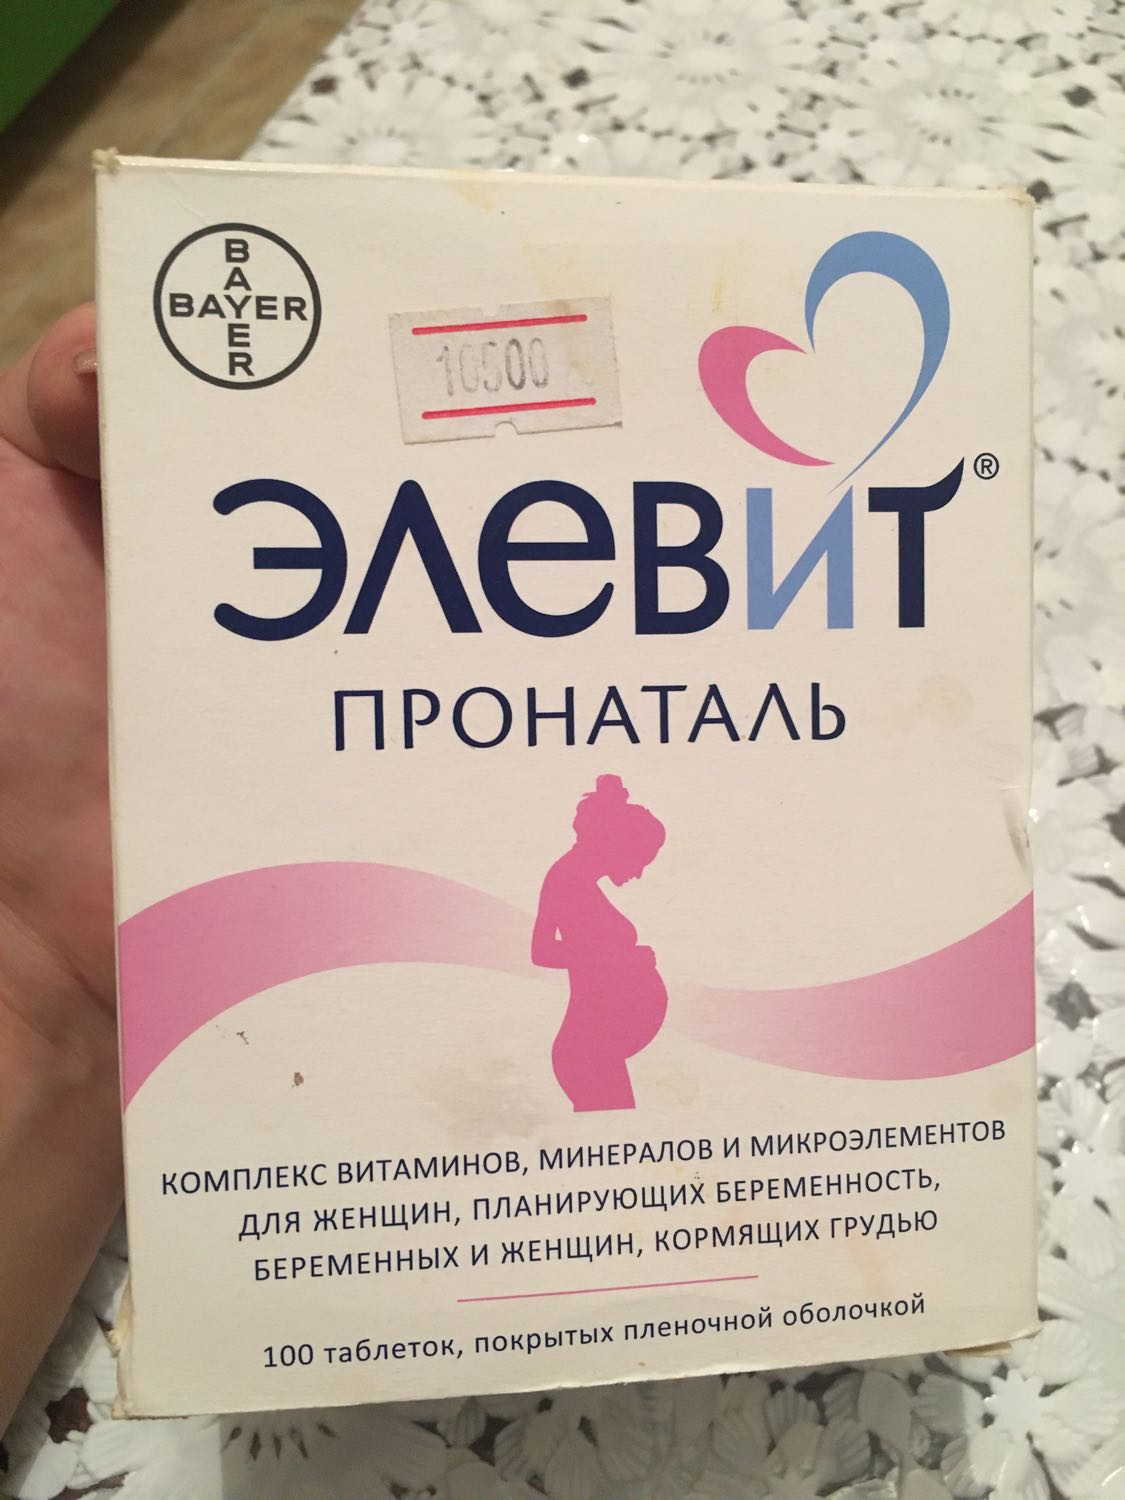 BAYER
BAYER
10500
ЭЛЕВИТ®
ПРОНАТАЛЬ
КОМПЛЕКС ВИТАМИНОВ, МИНЕРАЛОВ И МИКРОЭЛЕМЕНТОВ
ДЛЯ ЖЕНЩИН, ПЛАНИРУЮЩИХ БЕРЕМЕННОСТЬ,
БЕРЕМЕННЫХ И ЖЕНЩИН, КОРМЯЩИХ ГРУДЬЮ
100 таблеток, покрытых пленочной оболочкой